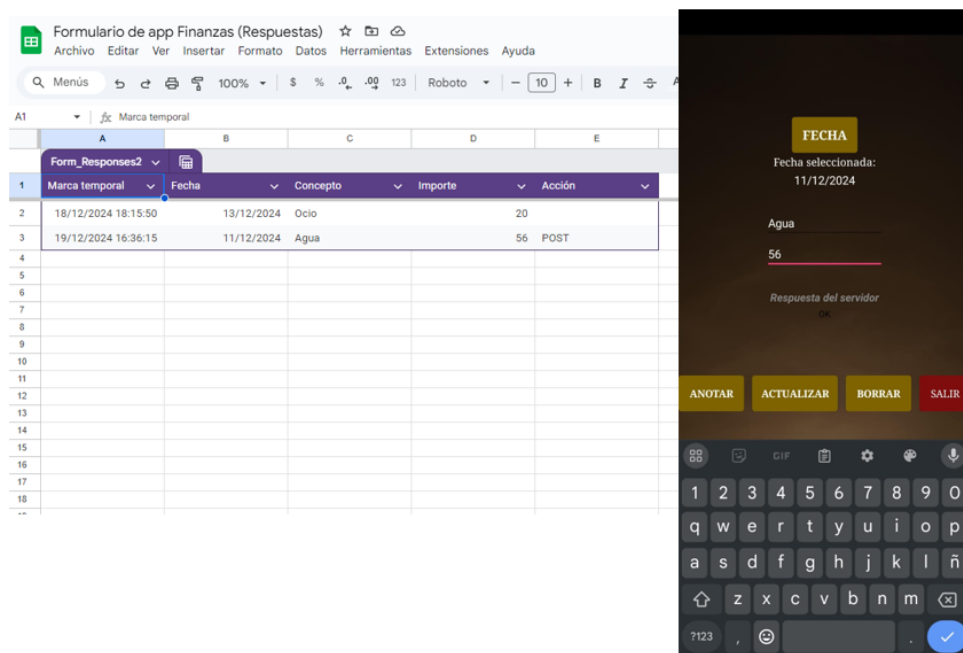 Formulario de app Finanzas (Respuestas)
Archivo Editar Ver Insertar Formato Datos Herramientas Extensiones Ayuda
Menús 100% $ % .0 .00 123 Roboto - 10 + B I
A1 fx Marca temporal
A B C D E
Form_Responses2
1 Marca temporal Fecha Concepto Importe Acción
2 18/12/2024 18:15:50 13/12/2024 Ocio 20
3 19/12/2024 16:36:15 11/12/2024 Agua 56 POST
4
5
6
7
8
9
10
11
12
13
14
15
16
17
18
FECHA
Fecha seleccionada:
11/12/2024
Agua
56
Respuesta del servidor
OK
ANOTAR ACTUALIZAR BORRAR SALIR
GIF
1 2 3 4 5 6 7 8 9 0
q w e r t y u i o p
a s d f g h j k l ñ
z x c v b n m
?123 , .